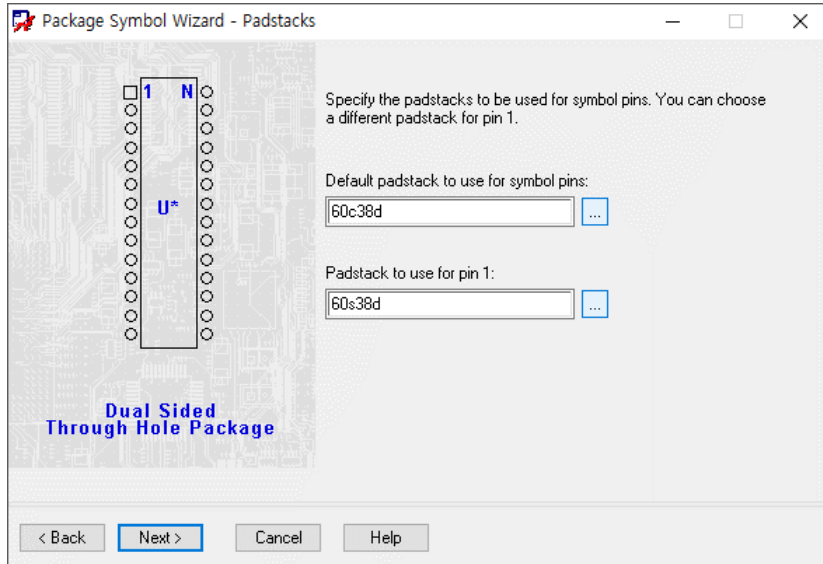 Package Symbol Wizard - Padstacks
1 N
U*
Dual Sided
Through Hole Package
Specify the padstacks to be used for symbol pins. You can choose
a different padstack for pin 1.
Default padstack to use for symbol pins:
60c38d
...
Padstack to use for pin 1:
60s38d
...
< Back
Next >
Cancel
Help